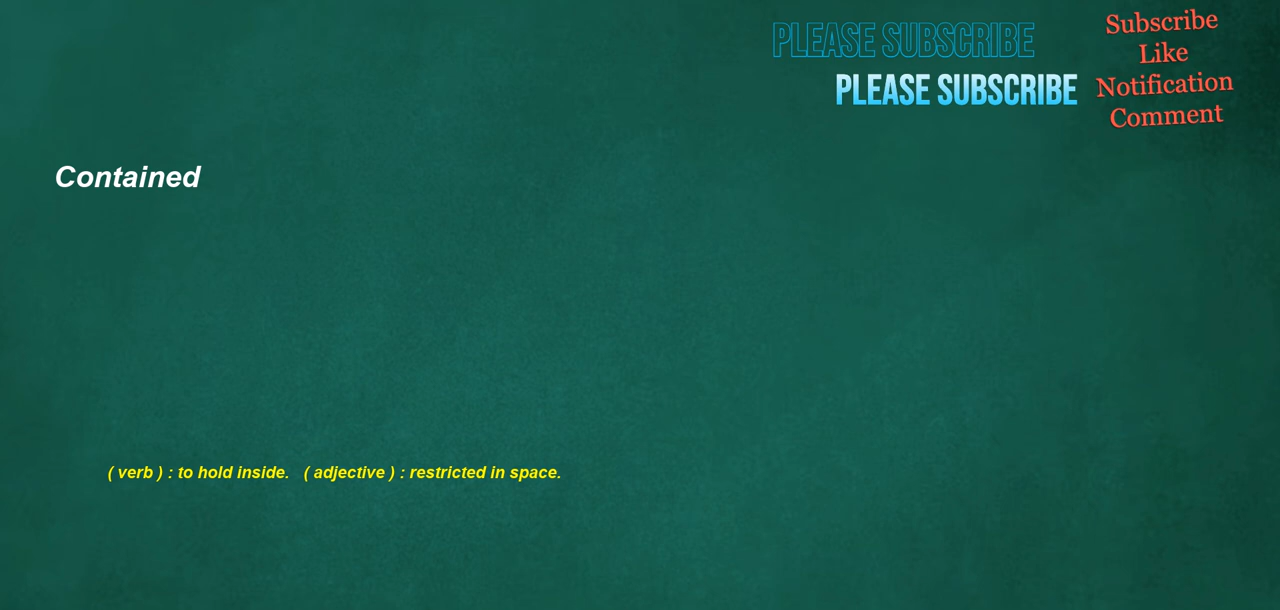 PLEASE SUBSCRIBE
PLEASE SUBSCRIBE
Subscribe
Like
Notification
Comment
Contained
( verb ) : to hold inside. ( adjective ) : restricted in space.